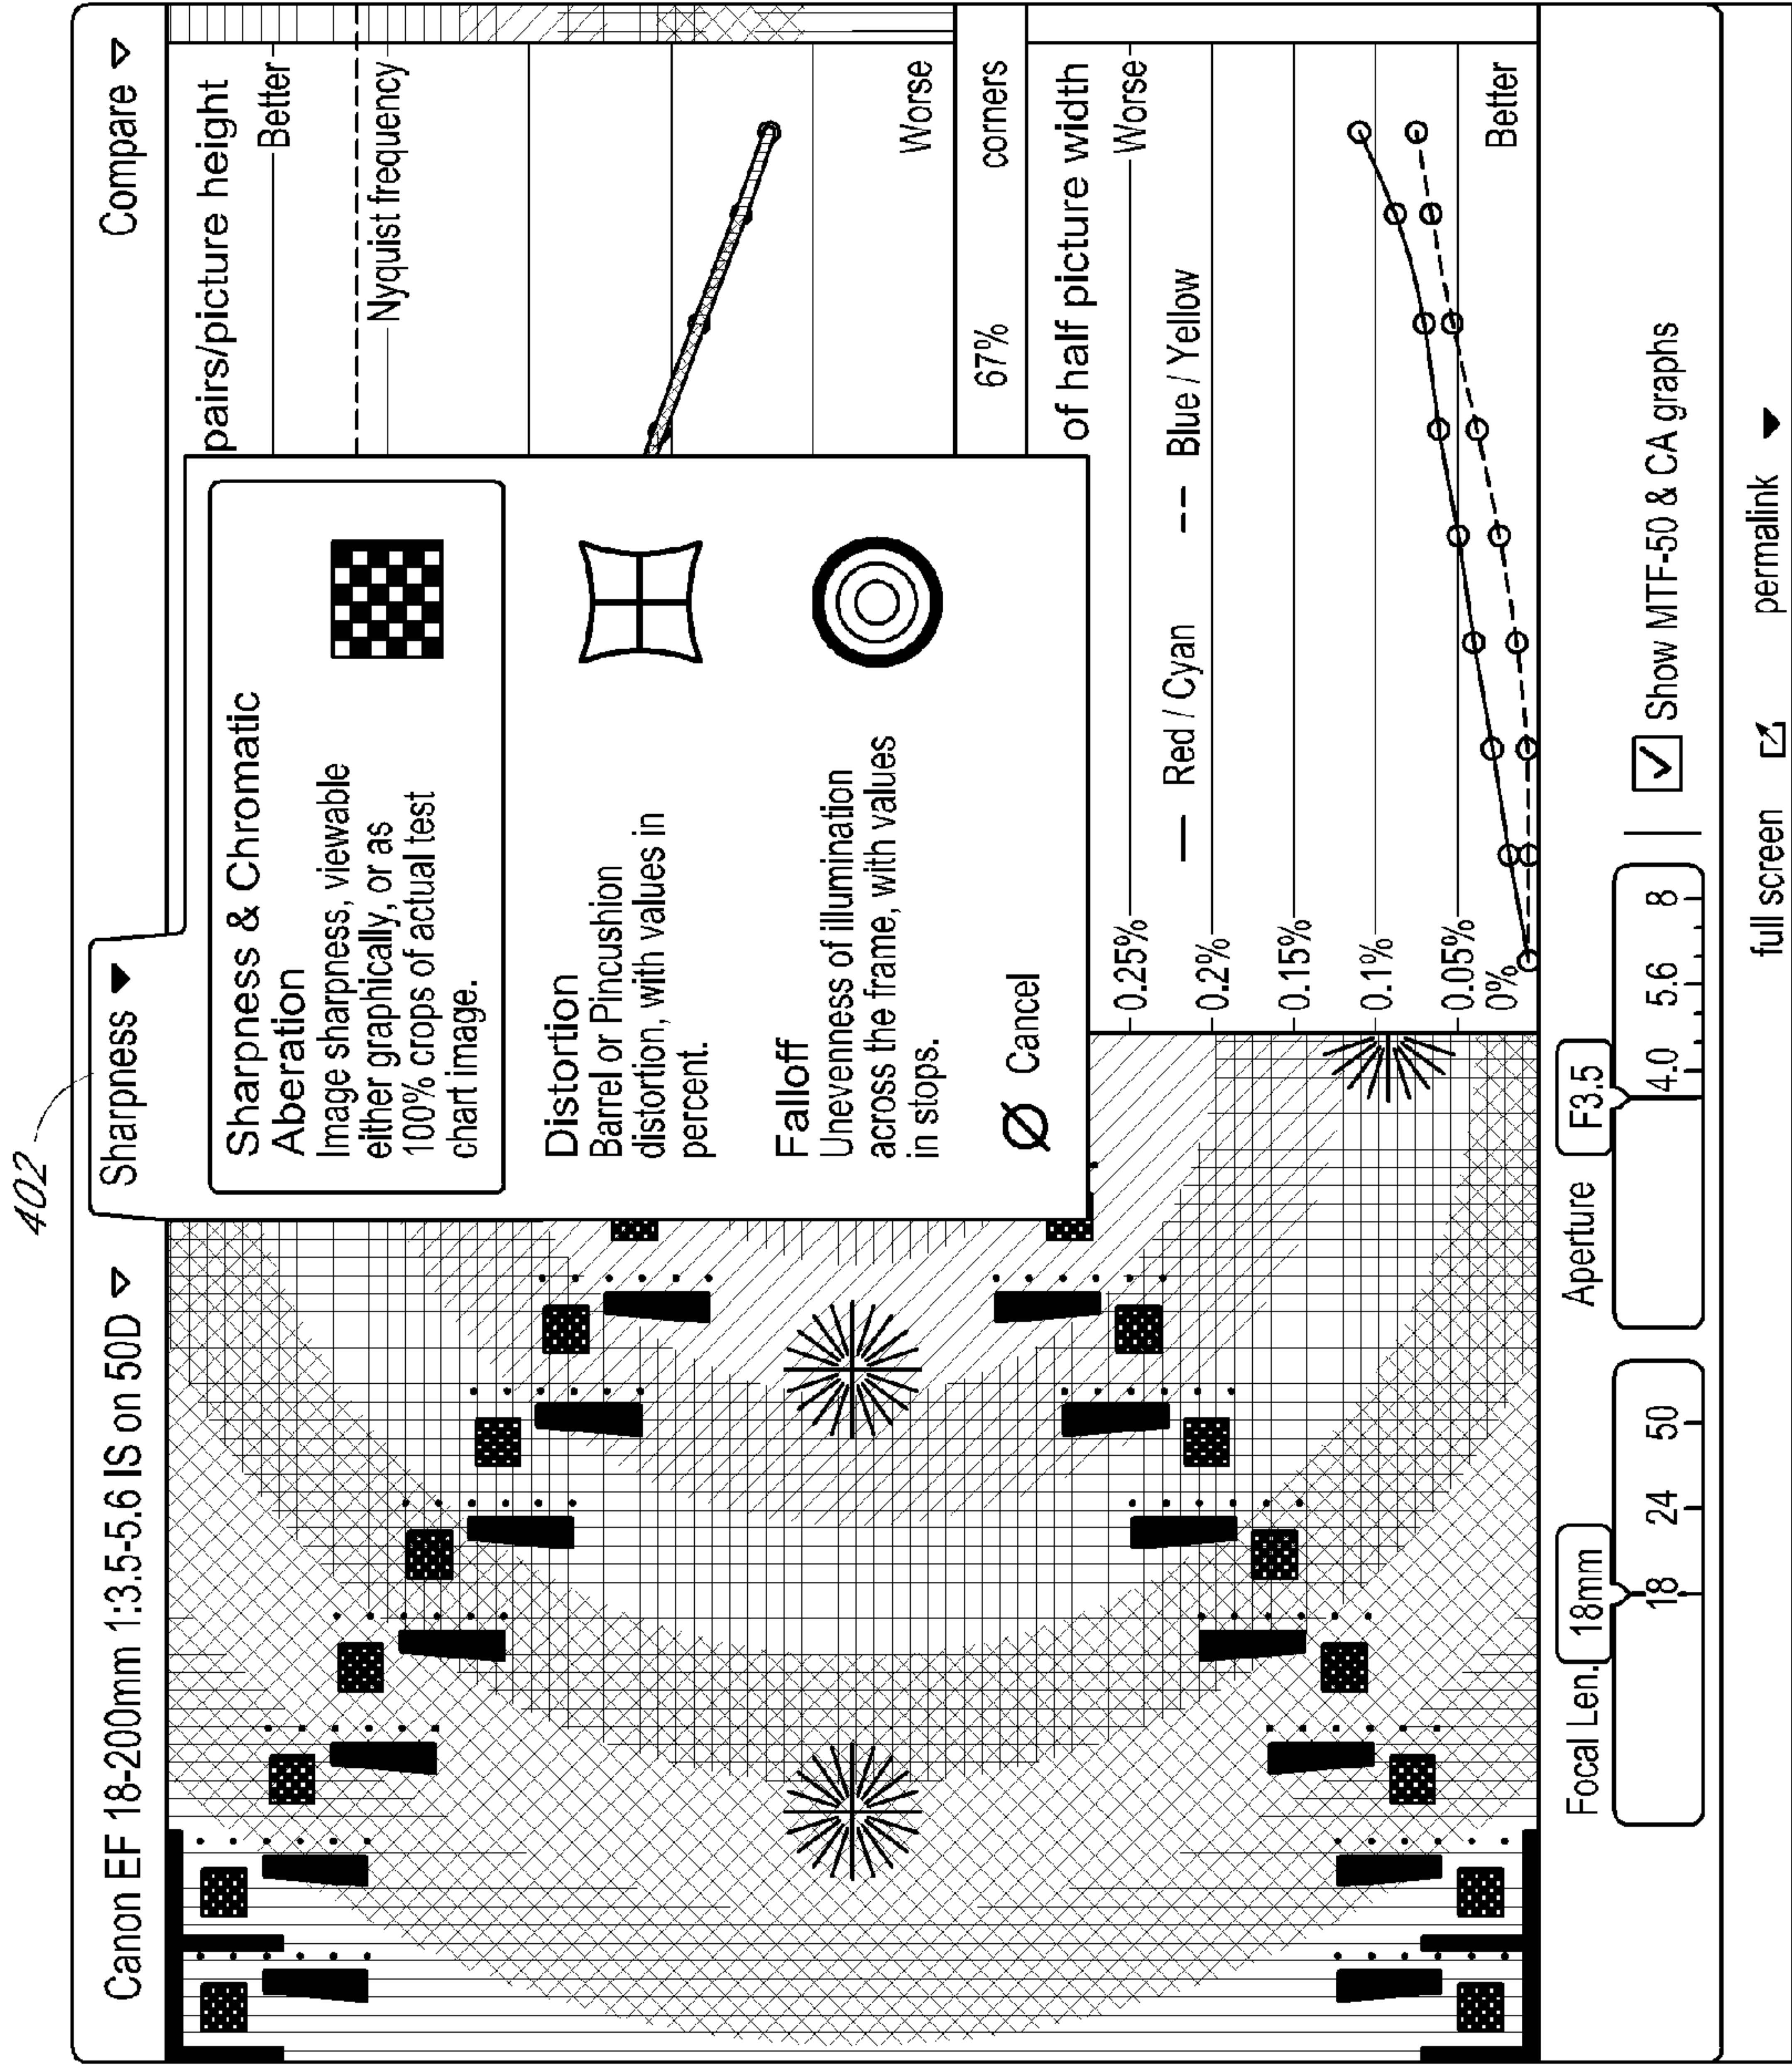 402
Canon EF 18-200mm 1:3.5-5.6 IS on 50D
Sharpness
Compare
Sharpness & Chromatic
Aberation
Image sharpness, viewable
either graphically, or as
100% crops of actual test
chart image.
Distortion
Barrel or Pincushion
distortion, with values in
percent.
Falloff
Unevenness of illumination
across the frame, with values
in stops.
Cancel
pairs/picture height
Better
Nyquist frequency
Worse
67% corners
of half picture width
0.25% Worse
Red / Cyan Blue / Yellow
0.2%
0.15%
0.1%
0.05%
0% Better
Focal Len. 18mm
18 24 50
Aperture F3.5
4.0 5.6 8
Show MTF-50 & CA graphs
full screen permalink